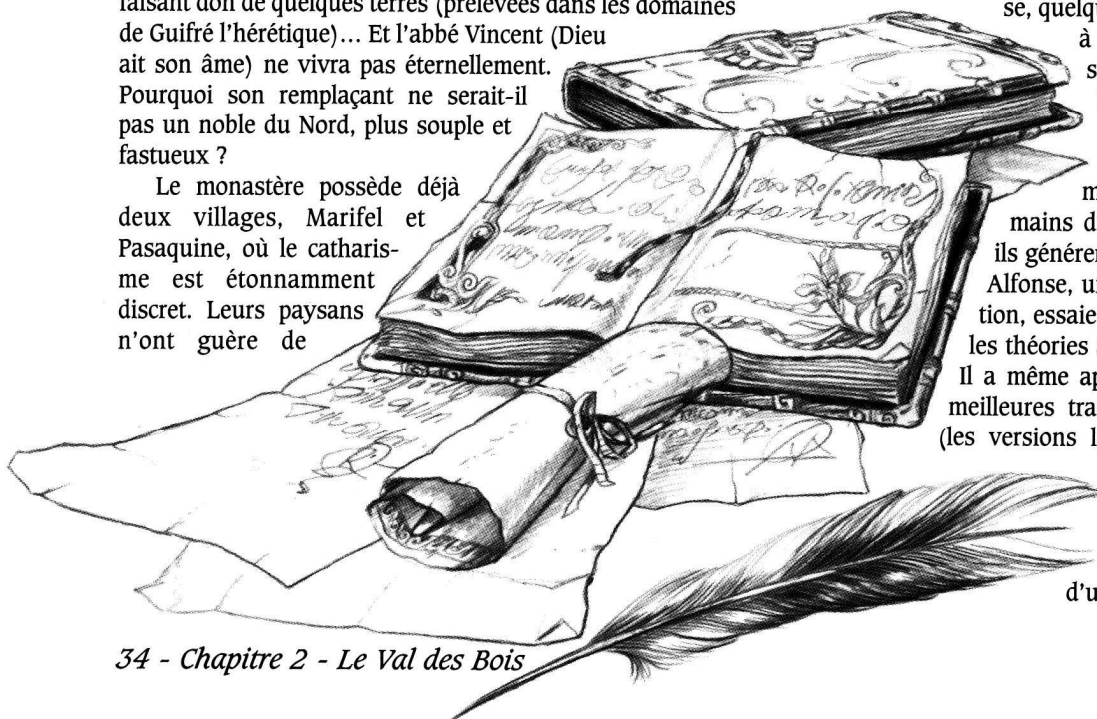 faisant don de quelques terres (prélevées dans les domaines
de Guifré l'hérétique)… Et l'abbé Vincent (Dieu
ait son âme) ne vivra pas éternellement.
Pourquoi son remplaçant ne serait-il
pas un noble du Nord, plus souple et
fastueux ?
Le monastère possède déjà
deux villages, Marifel et
Pasaquine, où le catharis-
me est étonnamment
discret. Leurs paysans
n'ont guère de
se, quelqu
à
s
m
mains d
ils génére
Alfonse, u
tion, essaie
les théories
Il a même ap
meilleures tra
(les versions l
d'u
34 - Chapitre 2 - Le Val des Bois